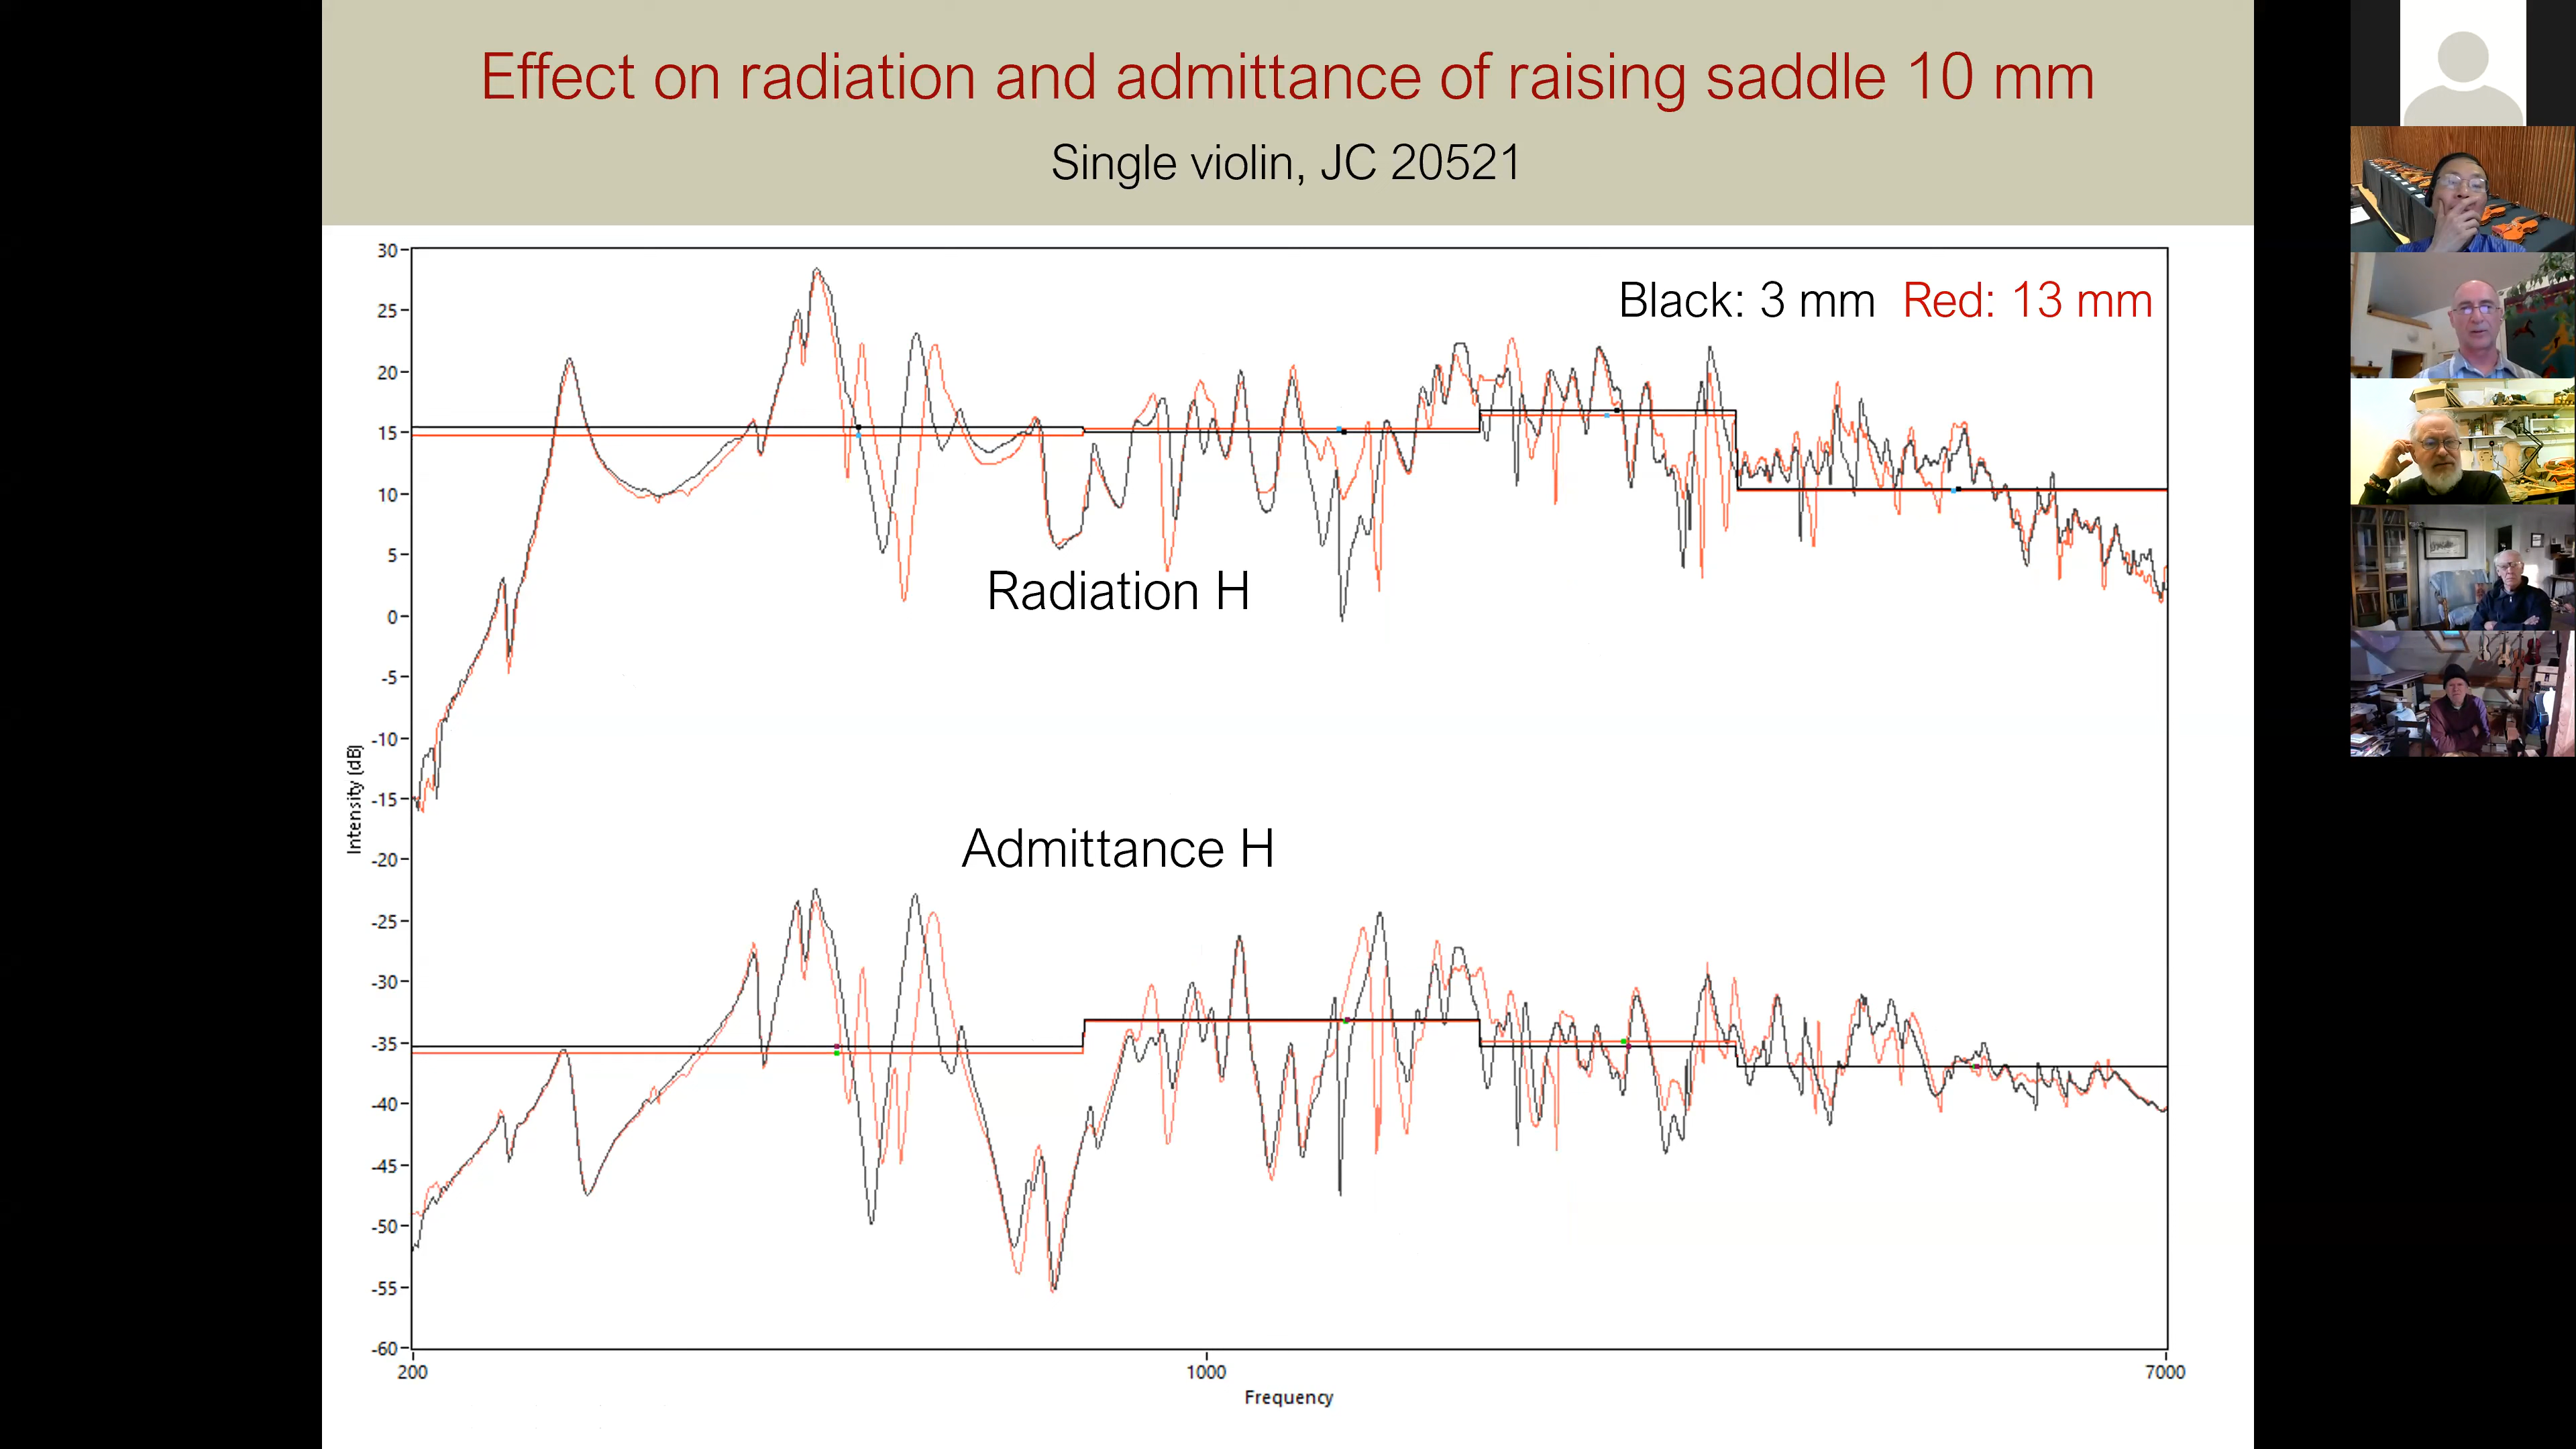 Effect on radiation and admittance of raising saddle 10 mm
Single violin, JC 20521
Black: 3 mm Red: 13 mm
Radiation H
Admittance H
Intensity (dB)
30
25
20
15
10
5
0
-5
-10
-15
-20
-25
-30
-35
-40
-45
-50
-55
-60
200 1000 7000
Frequency